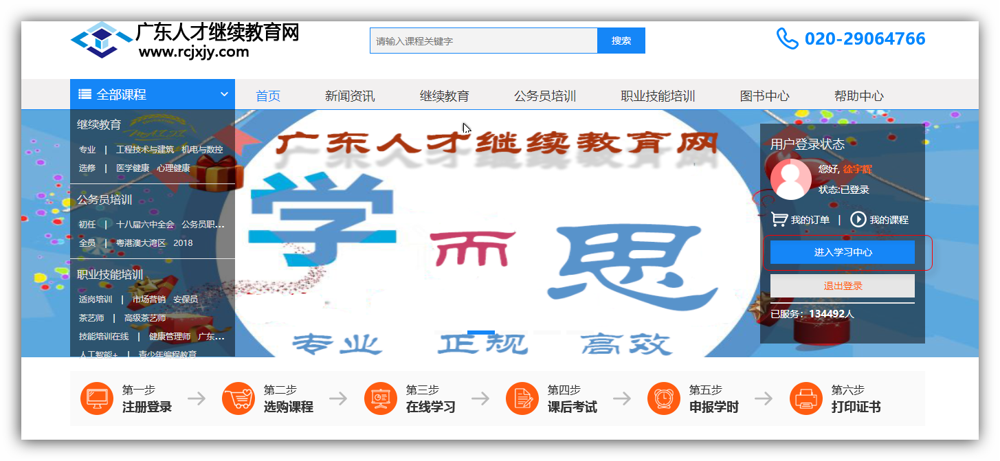 广东人才继续教育网
www.rcjxjy.com
请输入课程关键字
搜索
020-29064766
全部课程
首页
新闻资讯
继续教育
公务员培训
职业技能培训
图书中心
帮助中心
继续教育
专业 | 工程技术与建筑 机电与数控
选修 | 医学健康 心理健康
公务员培训
初任 | 十八届六中全会 公务员职...
全员 | 粤港澳大湾区 2018
职业技能培训
适岗培训 | 市场营销 安保员
茶艺师 | 高级茶艺师
技能培训在线 | 健康管理师 广东...
人工智能+ | 青少年编程教育
广东人才继续教育网
学而思
专业 正规 高效
用户登录状态
您好, 徐宇辉
状态:已登录
我的订单 | 我的课程
进入学习中心
退出登录
已服务：134492人
第一步
注册登录
第二步
选购课程
第三步
在线学习
第四步
课后考试
第五步
申报学时
第六步
打印证书